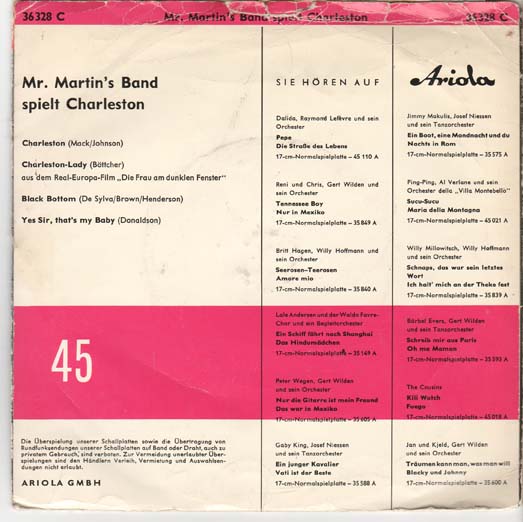 36328 C
Mr. Martin's Band spielt Charleston
36328 C
Mr. Martin's Band
spielt Charleston
Charleston (Mack/Johnson)
Charleston-Lady (Böttcher)
aus dem Real-Europa-Film „Die Frau am dunklen Fenster"
Black Bottom (De Sylva/Brown/Henderson)
Yes Sir, that's my Baby (Donaldson)
45
Die Überspielung unserer Schallplatten sowie die Übertragung von
Rundfunksendungen unserer Schallplatten auf Band oder Draht, auch zu
privatem Gebrauch, sind verboten. Zur Vermeidung unerlaubter Über-
spielungen sind den Händlern Verleih, Vermietung und Auswahlsen-
dungen nicht erlaubt.
ARIOLA GMBH
SIE HÖREN AUF
Dalida, Raymond Lefèvre und sein
Orchester
Pepe
Die Straße des Lebens
17-cm-Normalspielplatte – 45 110 A
Reni und Chris, Gert Wilden und
sein Orchester
Tennessee Boy
Nur in Mexiko
17-cm-Normalspielplatte – 35 849 A
Britt Hagen, Willy Hoffmann und
sein Orchester
Seerosen-Teerosen
Amore mio
17-cm-Normalspielplatte – 35 840 A
Lale Andersen und der Waldo Favre-
Chor und ein Begleitorchester
Ein Schiff fährt nach Shanghai
Das Hindumädchen
17-cm-Normalspielplatte – 35 149 A
Peter Wegen, Gert Wilden
und sein Orchester
Nur die Gitarre ist mein Freund
Das war in Mexiko
17-cm-Normalspielplatte – 35 605 A
Gaby King, Josef Niessen
und sein Tanzorchester
Ein junger Kavalier
Vati ist der Beste
17-cm-Normalspielplatte – 35 588 A
Ariola
Jimmy Makulis, Josef Niessen
und sein Tanzorchester
Ein Boot, eine Mondnacht und du
Nachts in Rom
17-cm-Normalspielplatte – 35 575 A
Ping-Ping, Al Verlane und sein
Orchester della „Villa Montebello"
Sucu-Sucu
Maria della Montagna
17-cm-Normalspielplatte – 45 021 A
Willy Millowitsch, Willy Hoffmann
und sein Orchester
Schnaps, das war sein letztes
Wort
Ich halt' mich an der Theke fest
17-cm-Normalspielplatte – 35 839 A
Bärbel Evers, Gert Wilden
und sein Tanzorchester
Schreib mir aus Paris
Oh me Maman
17-cm-Normalspielplatte – 35 593 A
The Cousins
Kili Watch
Fuego
17-cm-Normalspielplatte – 45 018 A
Jan und Kjeld, Gert Wilden
und sein Orchester
Träumen kann man, was man will
Blacky und Johnny
17-cm-Normalspielplatte – 35 600 A